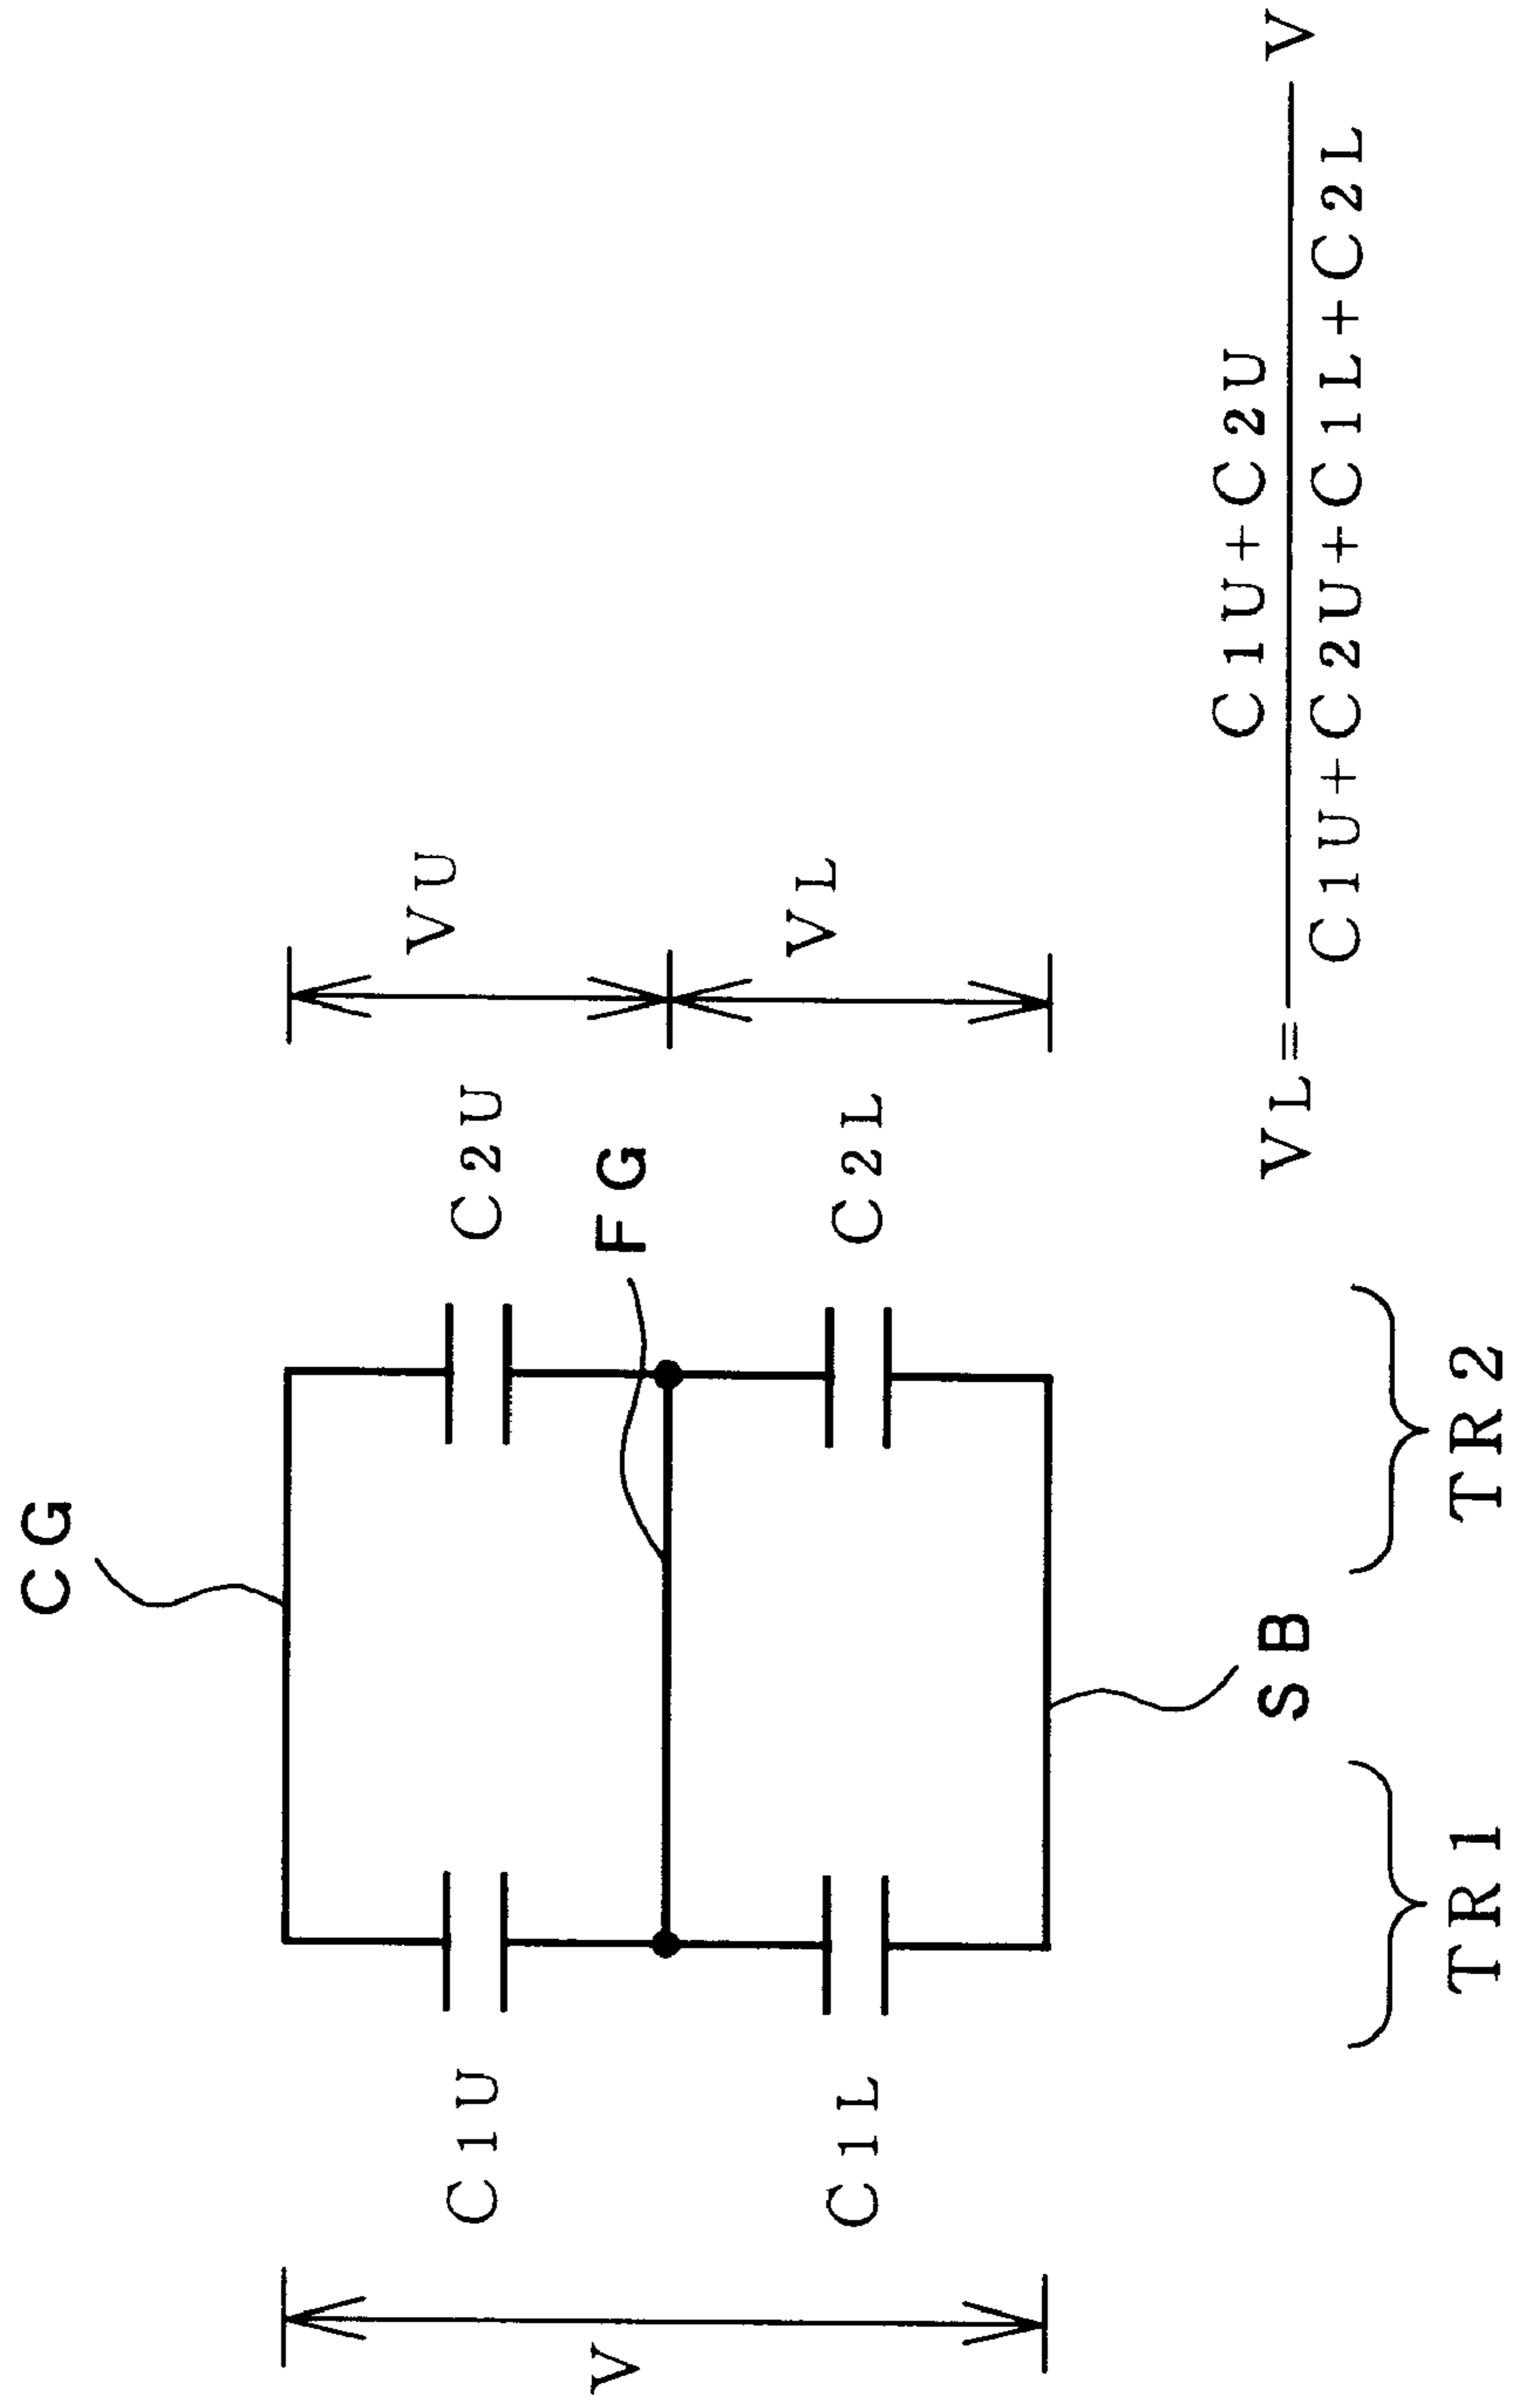 CG
V
C1U
C2U
VU
FG
C1L
C2L
VL
SB
TR1
TR2
C1U+C2U
VL= V
C1U+C2U+C1L+C2L